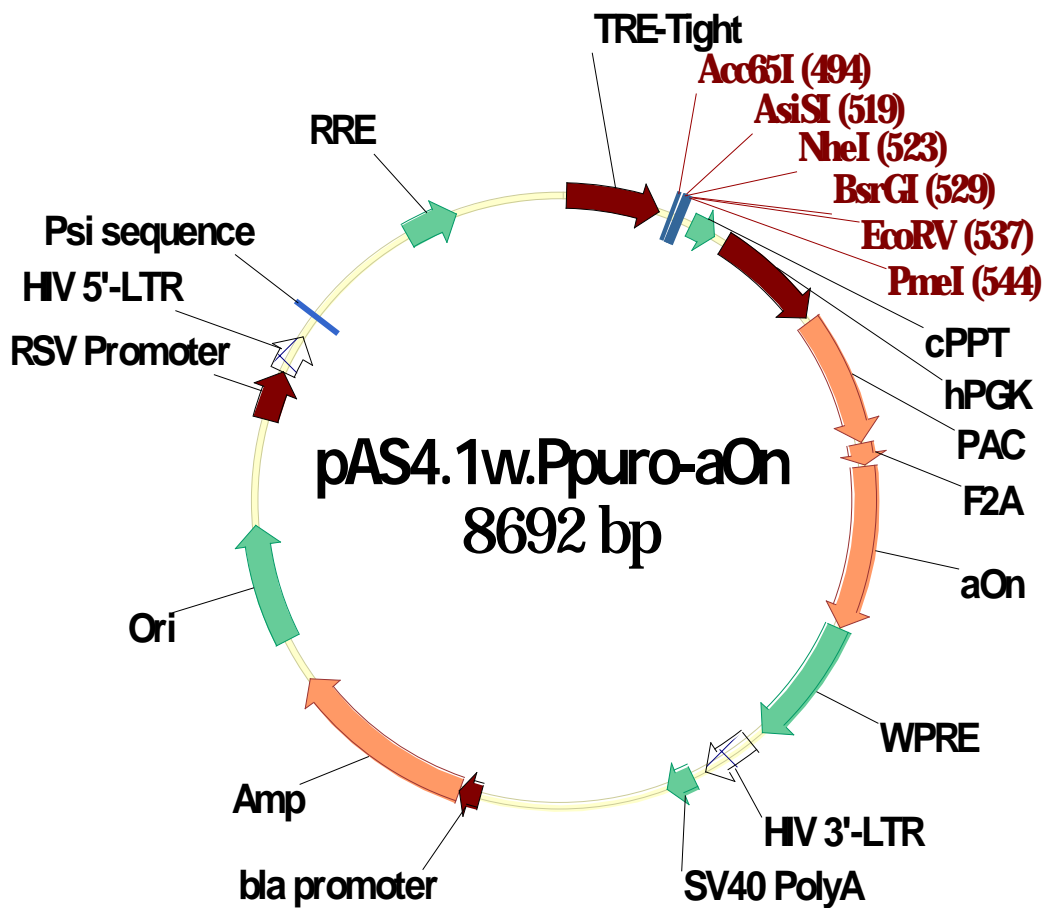 TRE-Tight
Acc65I (494)
AsiSI (519)
NheI (523)
BsrGI (529)
EcoRV (537)
PmeI (544)
cPPT
hPGK
PAC
F2A
aOn
WPRE
HIV 3'-LTR
SV40 PolyA
bla promoter
Amp
Ori
RSV Promoter
HIV 5'-LTR
Psi sequence
RRE
pAS4.1w.Ppuro-aOn
8692 bp